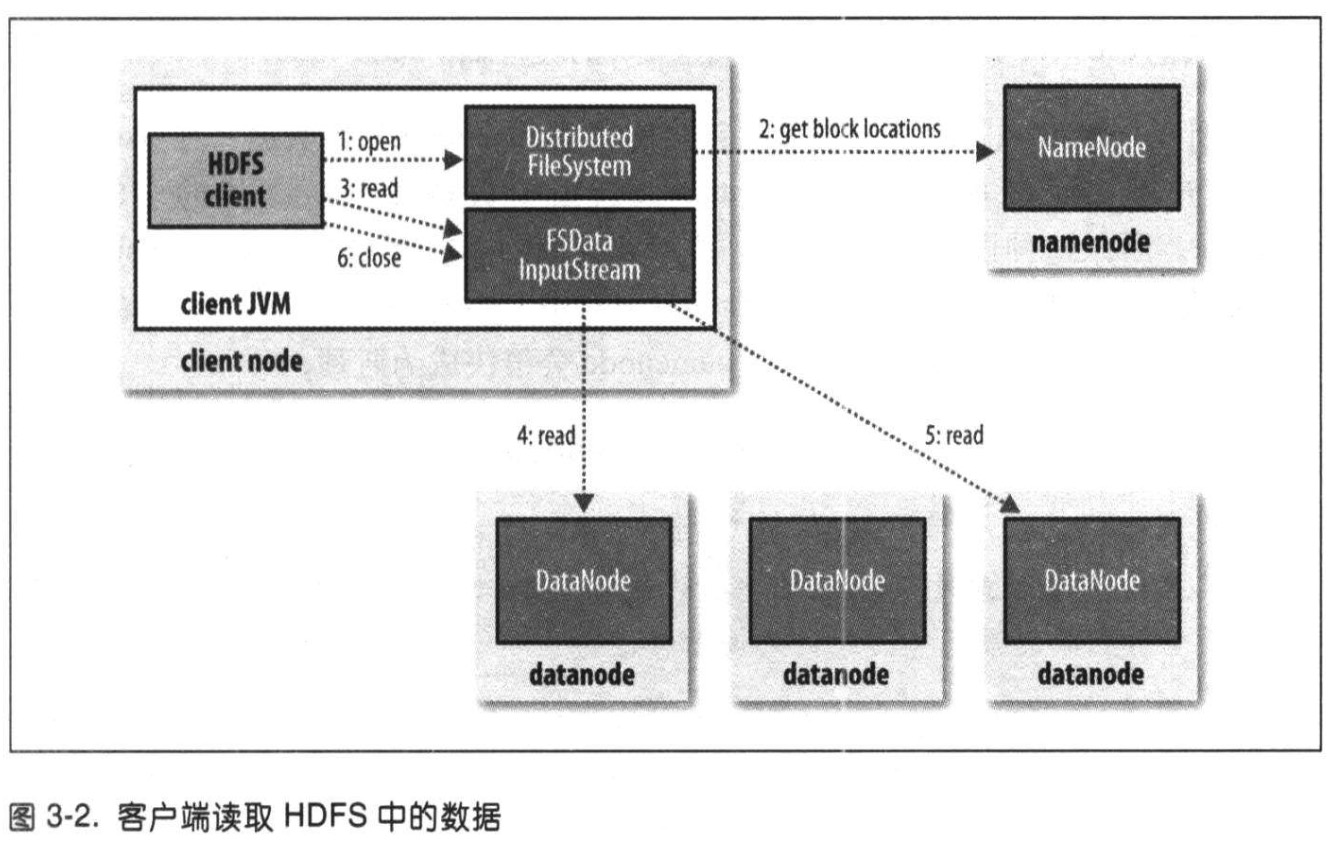 1: open
Distributed
FileSystem
2: get block locations
NameNode
HDFS
client
3: read
FSData
InputStream
6: close
namenode
client JVM
client node
4: read
5: read
DataNode
DataNode
DataNode
datanode
datanode
datanode
图 3-2. 客户端读取 HDFS 中的数据